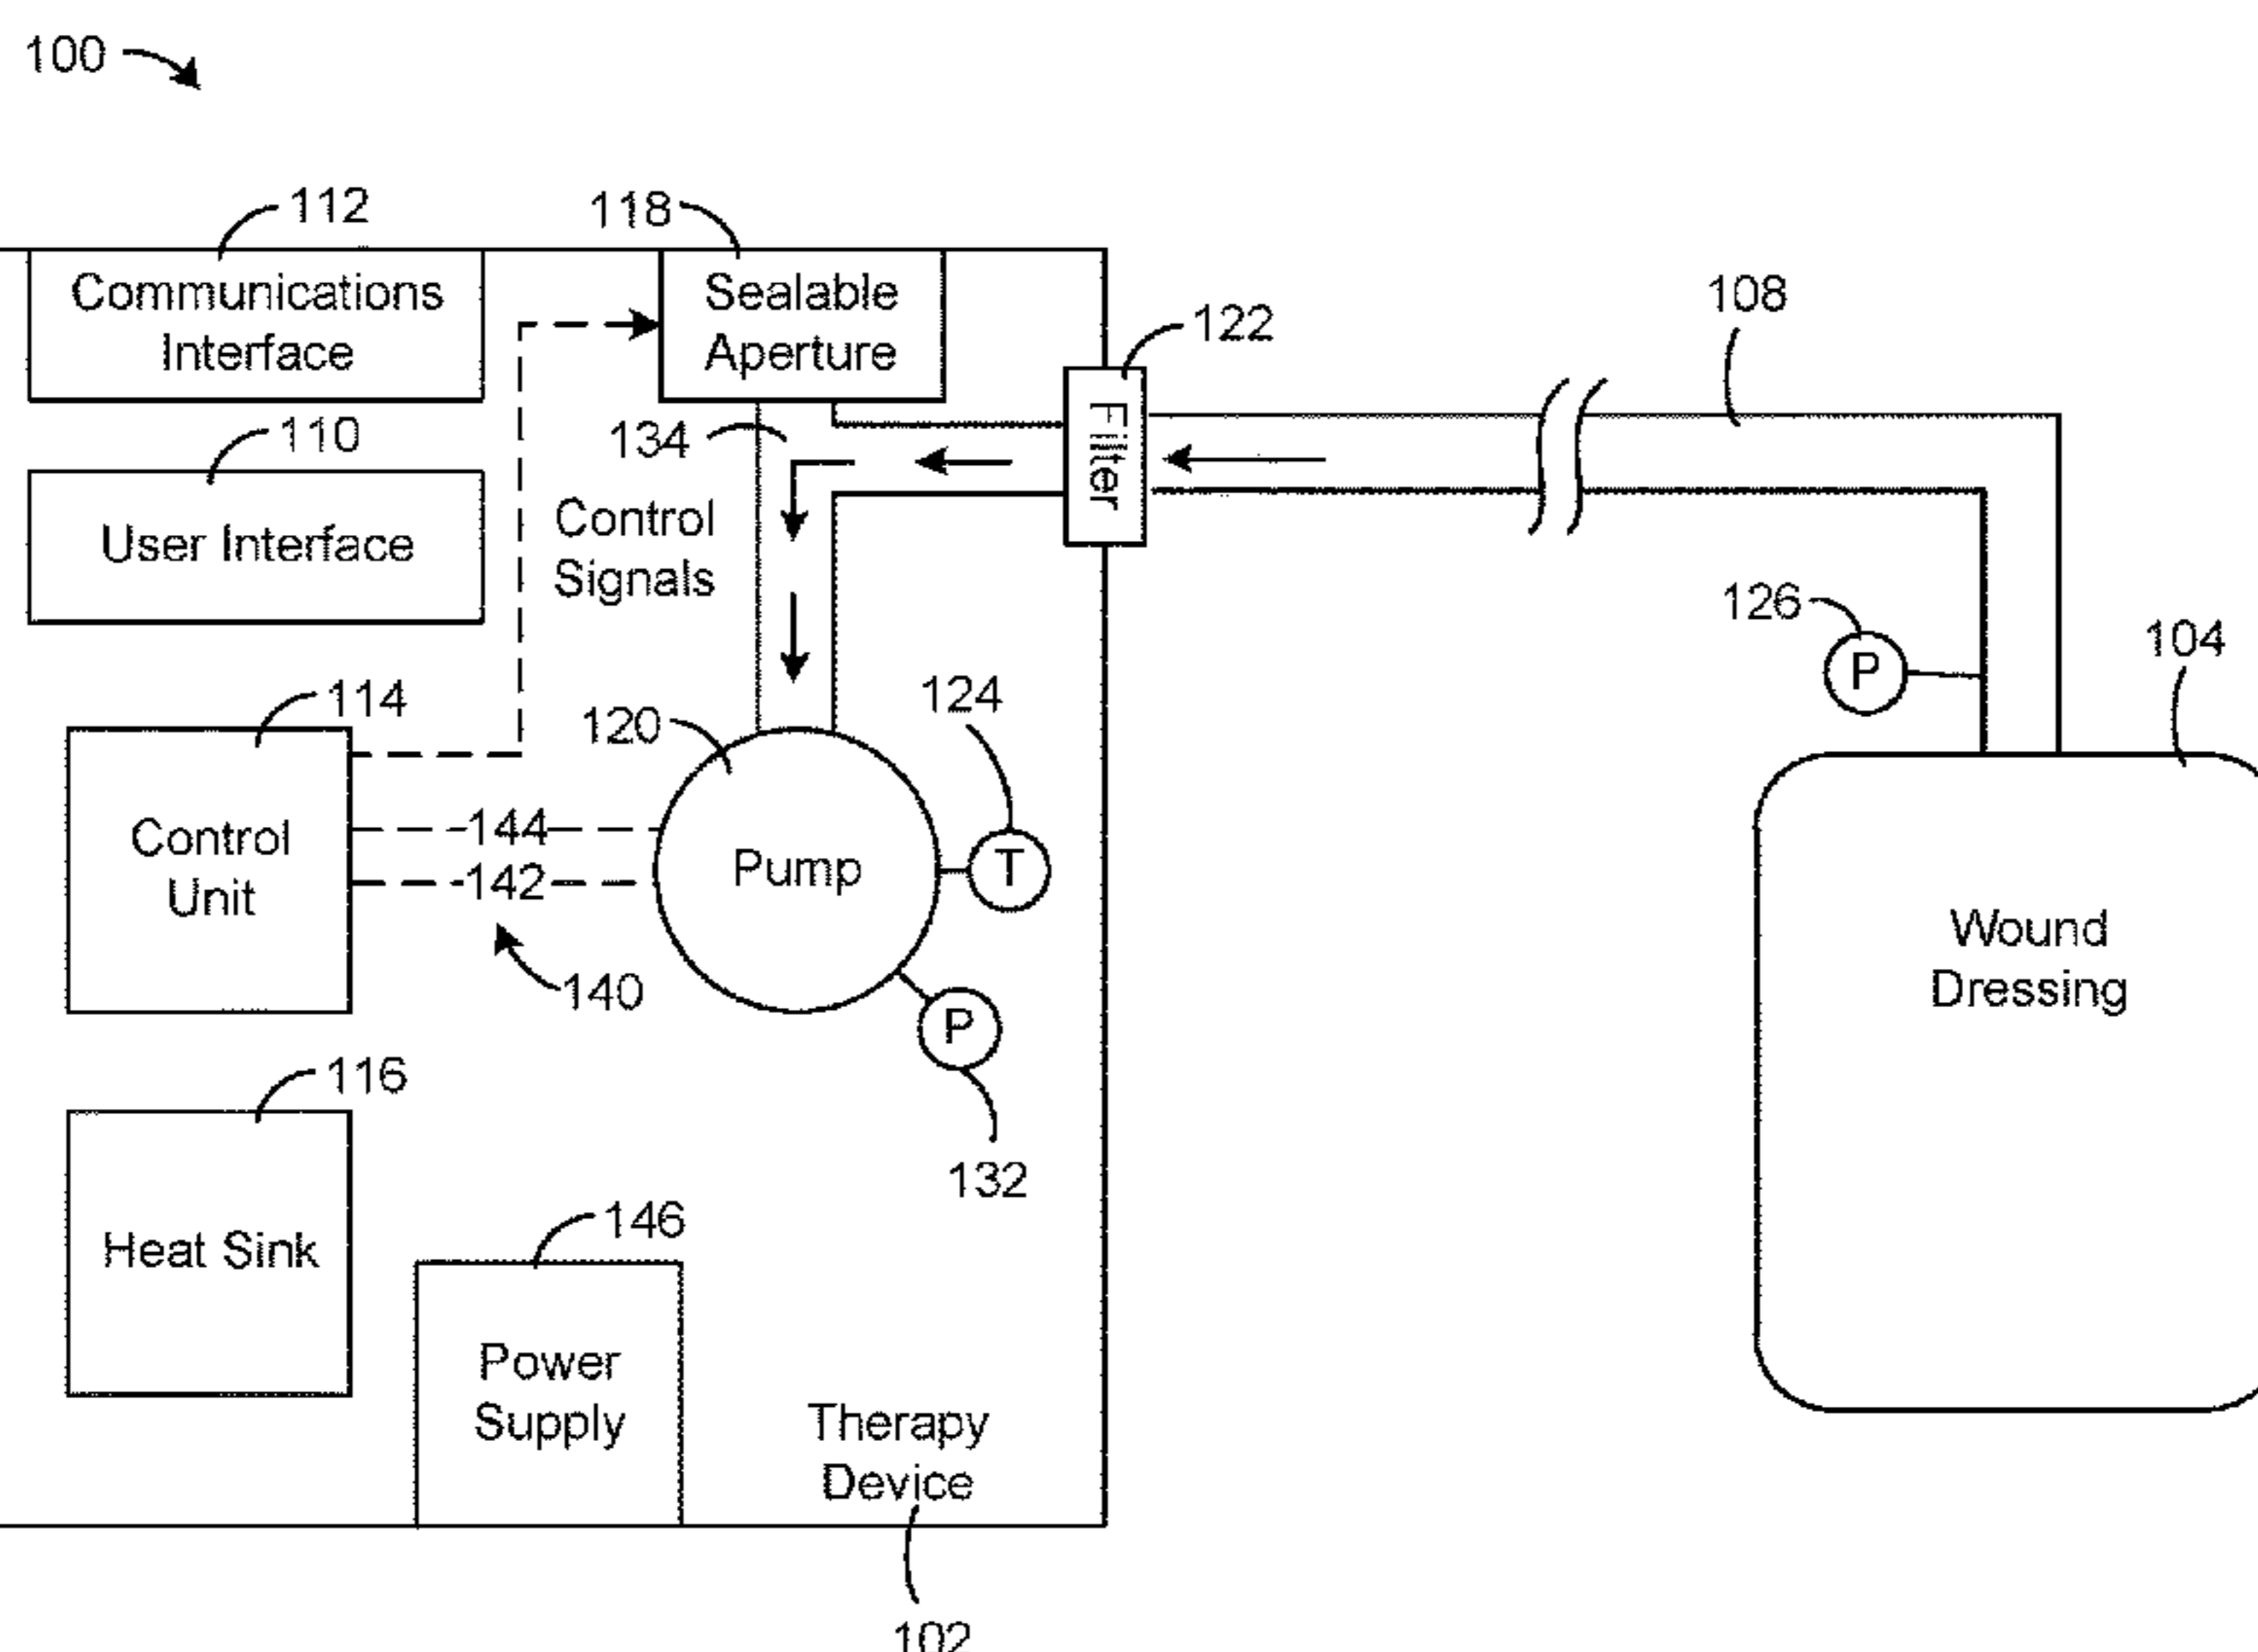 100
112
118
Communications
Interface
Sealable
Aperture
122
108
110
134
Filter
User Interface
Control
Signals
126
P
104
114
120
124
Control
Unit
144
142
Pump
T
140
Wound
Dressing
P
116
132
Heat Sink
146
Power
Supply
Therapy
Device
102